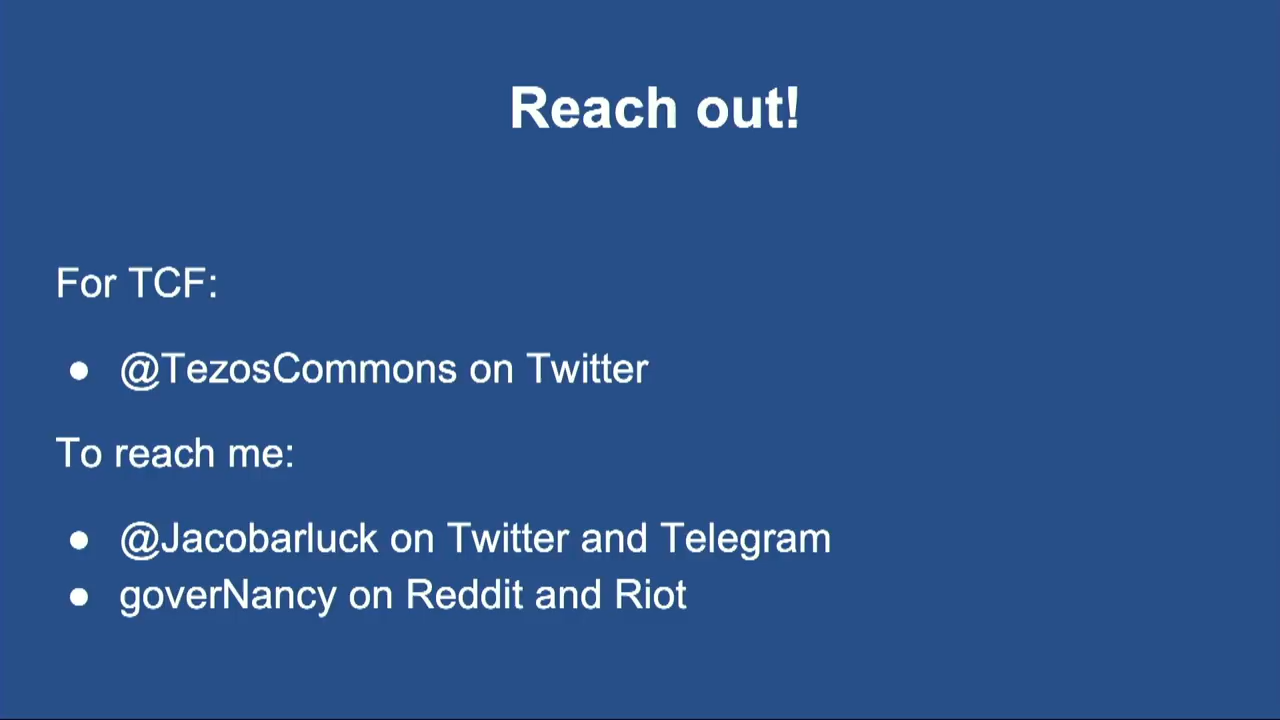 Reach out!
For TCF:
● @TezosCommons on Twitter
To reach me:
● @Jacobarluck on Twitter and Telegram
● goverNancy on Reddit and Riot